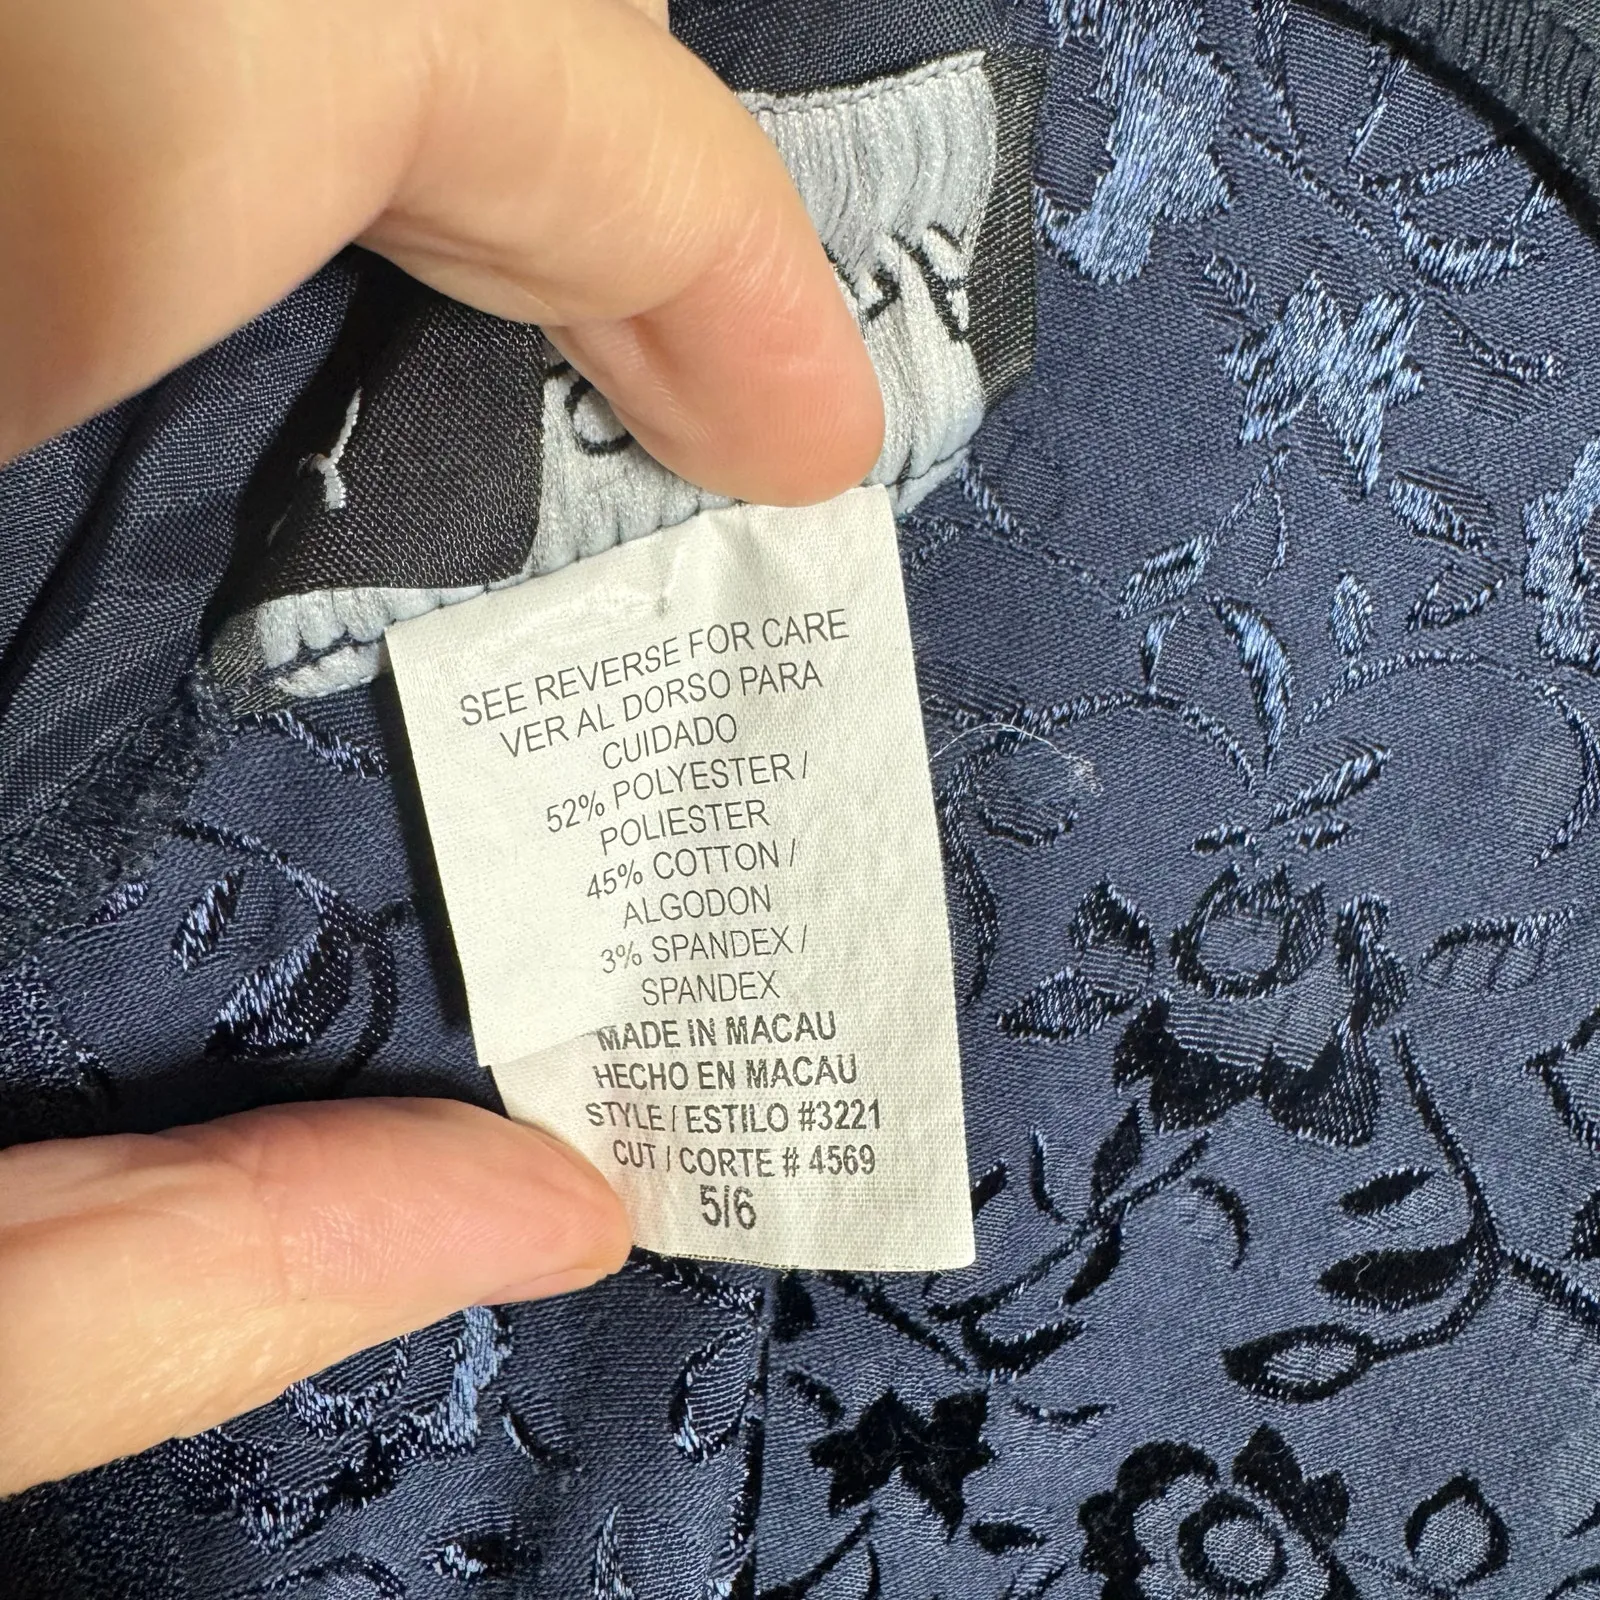 SEE REVERSE FOR CARE
VER AL DORSO PARA
CUIDADO
52% POLYESTER /
POLIESTER
45% COTTON /
ALGODON
3% SPANDEX /
SPANDEX
MADE IN MACAU
HECHO EN MACAU
STYLE / ESTILO #3221
CUT / CORTE # 4569
5/6